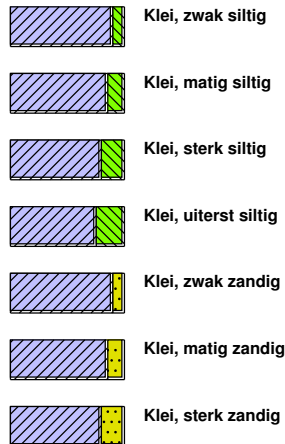 Klei, zwak siltig
Klei, matig siltig
Klei, sterk siltig
Klei, uiterst siltig
Klei, zwak zandig
Klei, matig zandig
Klei, sterk zandig